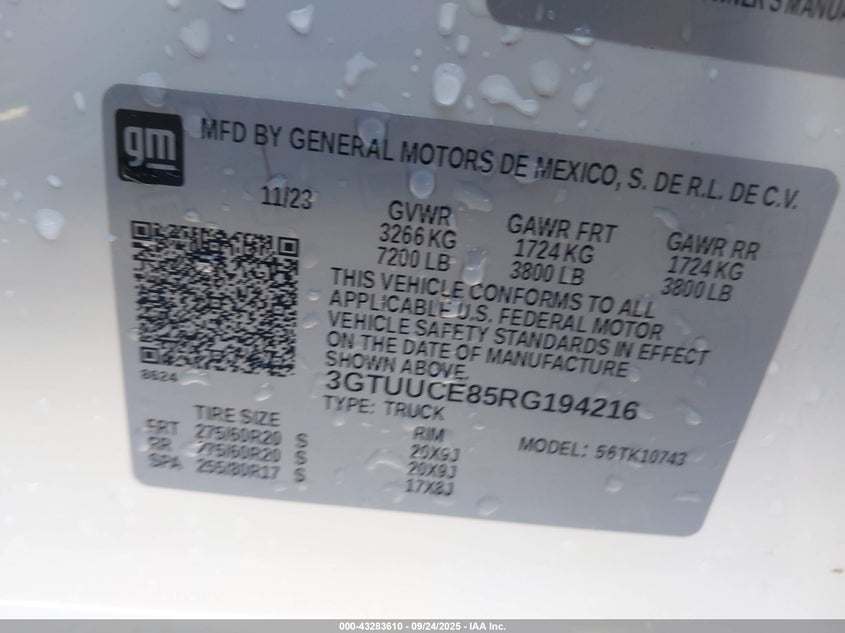 NER'S MANUA
gm
MFD BY GENERAL MOTORS DE MEXICO, S. DE R.L. DE C.V.
11/23
GVWR
3266 KG
7200 LB
GAWR FRT
1724 KG
3800 LB
GAWR RR
1724 KG
3800 LB
THIS VEHICLE CONFORMS TO ALL
APPLICABLE U.S. FEDERAL MOTOR
VEHICLE SAFETY STANDARDS IN EFFECT
ON THE DATE OF MANUFACTURE
SHOWN ABOVE.
3GTUUCE85RG194216
TYPE: TRUCK
MODEL: 56TK10743
8624
TIRE SIZE
RIM
FRT 275/60R20 S 20X9J
RR 275/60R20 S 20X9J
SPA 255/80R17 S 17X8J
000-43283610 - 09/24/2025 - IAA Inc.